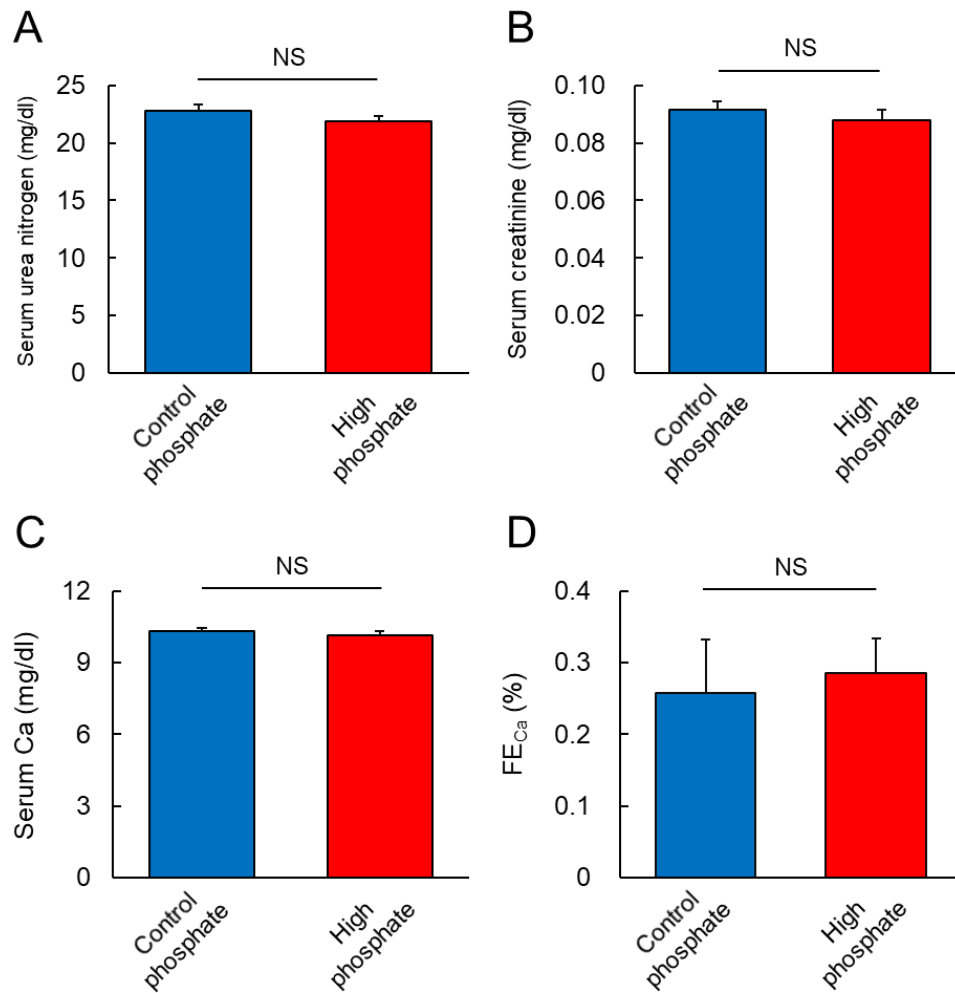 A
NS
Serum urea nitrogen (mg/dl)
25
20
15
10
5
0
Control
phosphate
High
phosphate
B
NS
Serum creatinine (mg/dl)
0.10
0.08
0.06
0.04
0.02
0
Control
phosphate
High
phosphate
C
NS
Serum Ca (mg/dl)
12
9
6
3
0
Control
phosphate
High
phosphate
D
NS
FECa (%)
0.4
0.3
0.2
0.1
0
Control
phosphate
High
phosphate